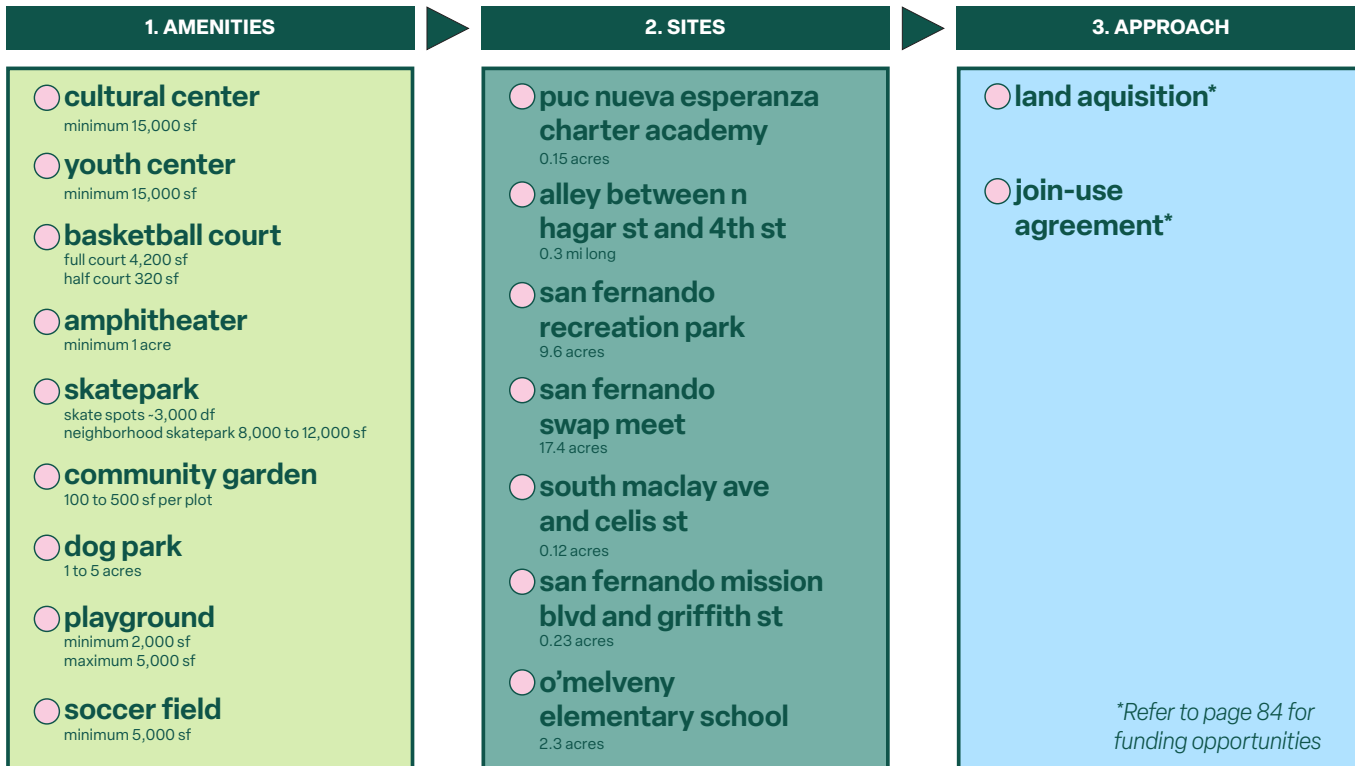 1. AMENITIES
cultural center
minimum 15,000 sf
youth center
minimum 15,000 sf
basketball court
full court 4,200 sf
half court 320 sf
amphitheater
minimum 1 acre
skatepark
skate spots -3,000 df
neighborhood skatepark 8,000 to 12,000 sf
community garden
100 to 500 sf per plot
dog park
1 to 5 acres
playground
minimum 2,000 sf
maximum 5,000 sf
soccer field
minimum 5,000 sf
2. SITES
puc nueva esperanza
charter academy
0.15 acres
alley between n
hagar st and 4th st
0.3 mi long
san fernando
recreation park
9.6 acres
san fernando
swap meet
17.4 acres
south maclay ave
and celis st
0.12 acres
san fernando mission
blvd and griffith st
0.23 acres
o'melveny
elementary school
2.3 acres
3. APPROACH
land aquisition*
join-use
agreement*
*Refer to page 84 for
funding opportunities